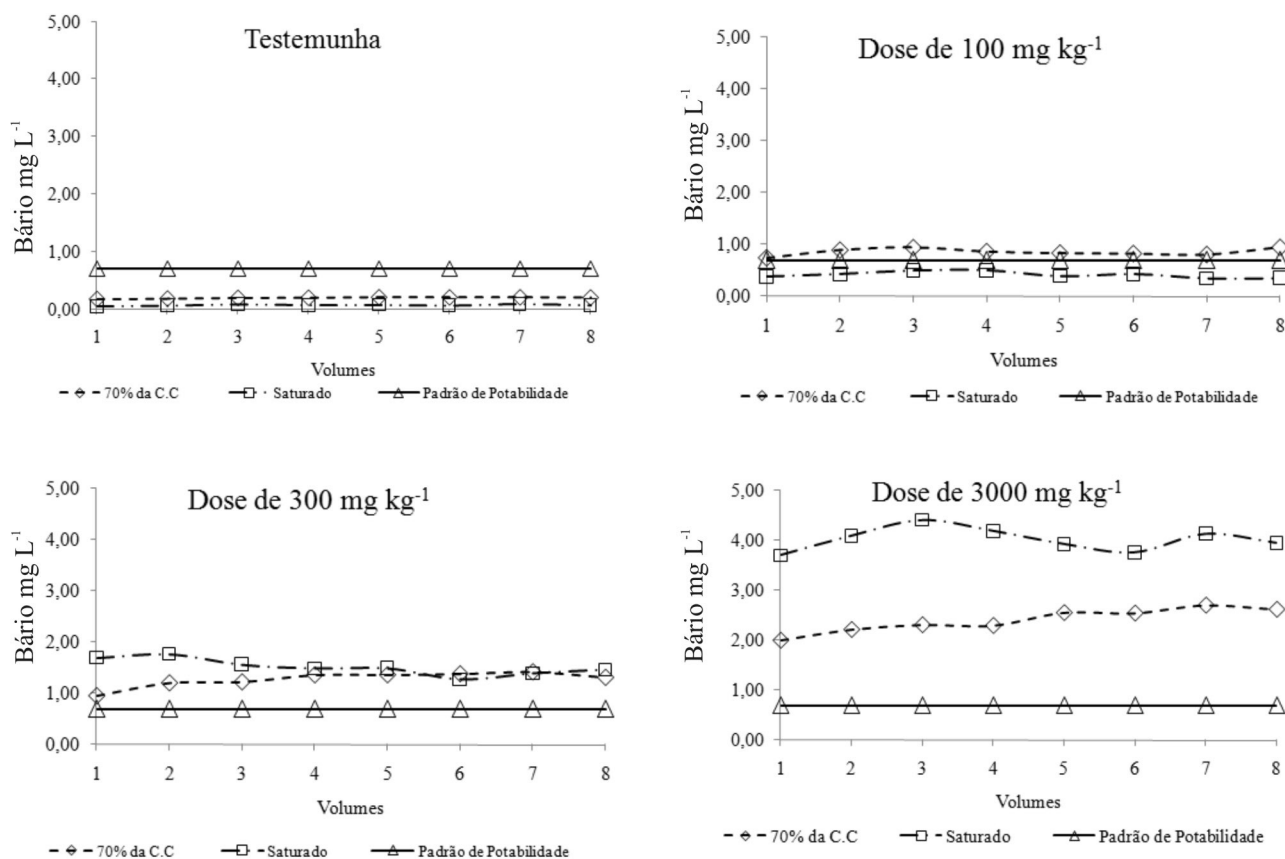 Testemunha
Bário mg L⁻¹
5,00
4,00
3,00
2,00
1,00
0,00
1 2 3 4 5 6 7 8
Volumes
70% da C.C Saturado Padrão de Potabilidade
Dose de 100 mg kg⁻¹
Bário mg L⁻¹
5,00
4,00
3,00
2,00
1,00
0,00
1 2 3 4 5 6 7 8
Volumes
70% da C.C Saturado Padrão de Potabilidade
Dose de 300 mg kg⁻¹
Bário mg L⁻¹
5,00
4,00
3,00
2,00
1,00
0,00
1 2 3 4 5 6 7 8
Volumes
70% da C.C Saturado Padrão de Potabilidade
Dose de 3000 mg kg⁻¹
Bário mg L⁻¹
5,00
4,00
3,00
2,00
1,00
0,00
1 2 3 4 5 6 7 8
Volumes
70% da C.C Saturado Padrão de Potabilidade